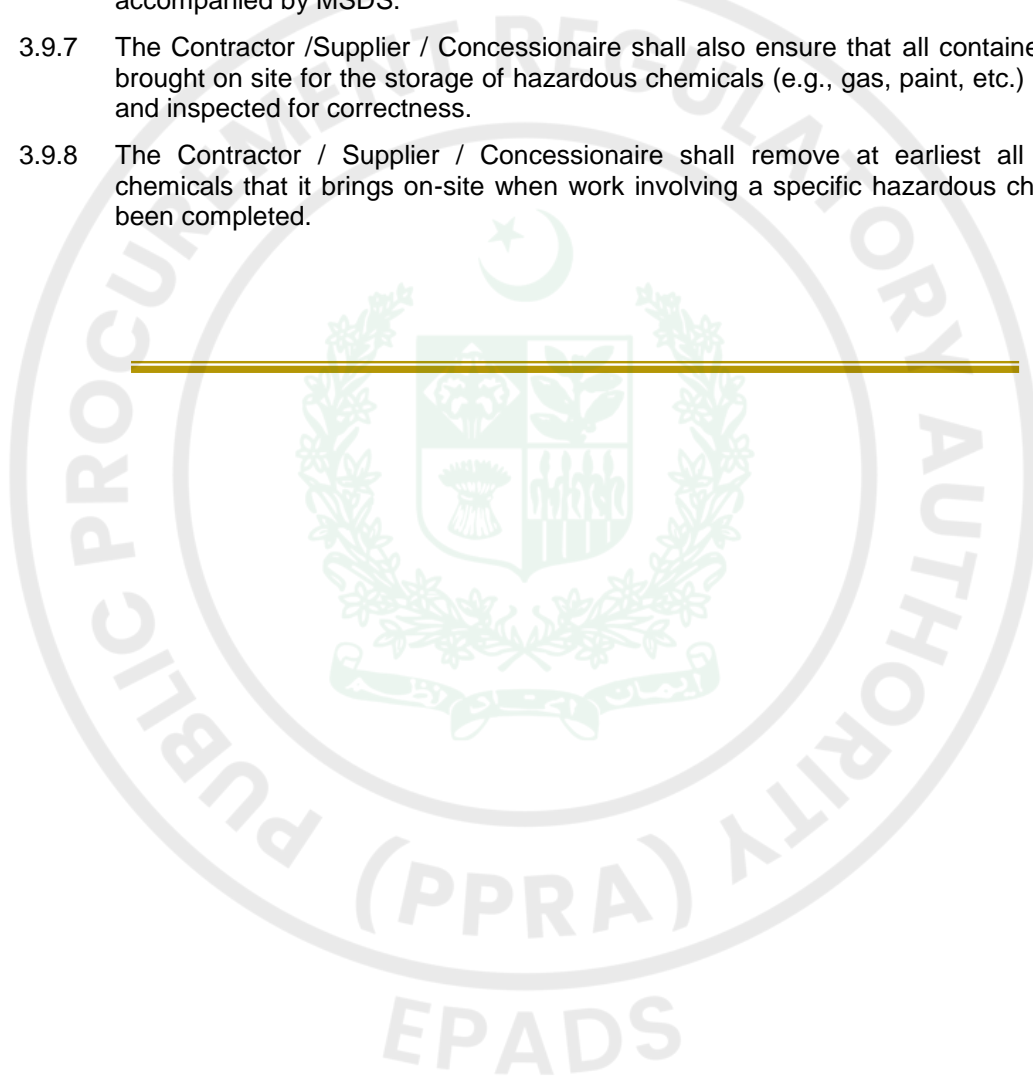 accompanied by MSDS.
3.9.7 The Contractor /Supplier / Concessionaire shall also ensure that all containe
brought on site for the storage of hazardous chemicals (e.g., gas, paint, etc.)
and inspected for correctness.
3.9.8 The Contractor / Supplier / Concessionaire shall remove at earliest all
chemicals that it brings on-site when work involving a specific hazardous ch
been completed.
PUBLIC PROCUREMENT REGULATORY AUTHORITY
(PPRA)
EPADS